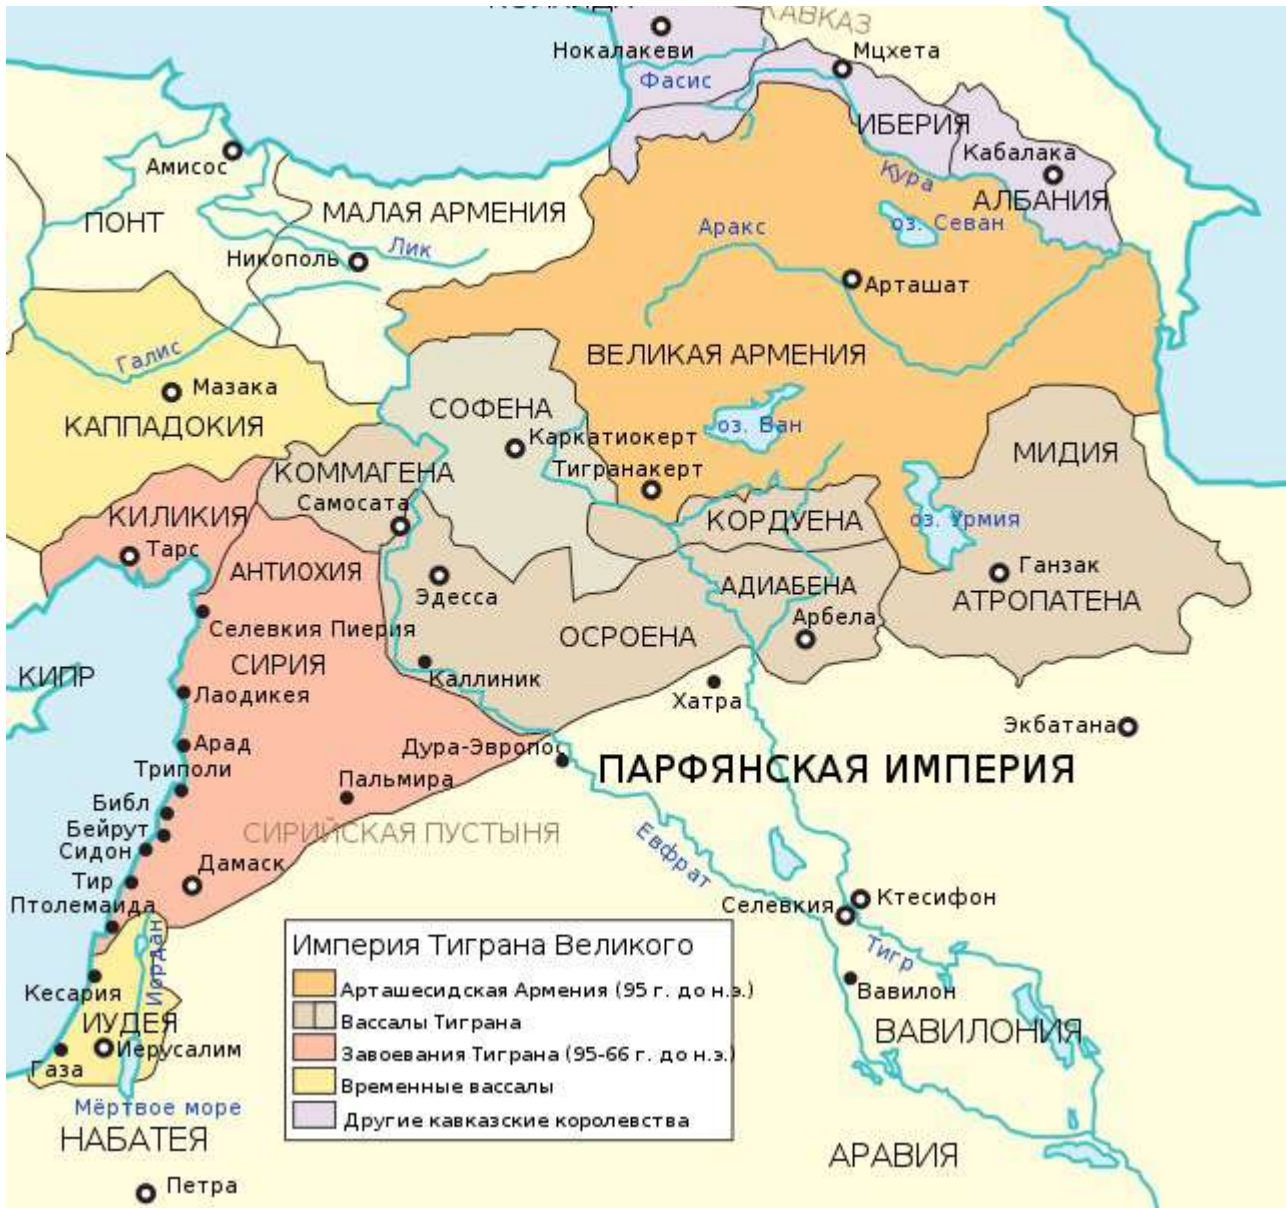 КОЛХИДА
КАВКАЗ
Нокалакеви
Мцхета
Фасис
ИБЕРИЯ
Кабалака
Амисос
Кура
АЛБАНИЯ
ПОНТ
МАЛАЯ АРМЕНИЯ
Аракс
оз. Севан
Лик
Никополь
Арташат
Галис
ВЕЛИКАЯ АРМЕНИЯ
Мазака
СОФЕНА
КАППАДОКИЯ
оз. Ван
Каркатиокерт
МИДИЯ
КОММАГЕНА
Тигранакерт
Самосата
КИЛИКИЯ
КОРДУЕНА
оз. Урмия
Тарс
АНТИОХИЯ
Ганзак
Эдесса
АДИАБЕНА
АТРОПАТЕНА
Арбела
Селевкия Пиерия
ОСРОЕНА
СИРИЯ
КИПР
Каллиник
Лаодикея
Хатра
Экбатана
Арад
Дура-Эвропос
Триполи
ПАРФЯНСКАЯ ИМПЕРИЯ
Пальмира
Библ
Бейрут
СИРИЙСКАЯ ПУСТЫНЯ
Сидон
Евфрат
Дамаск
Тир
Птолемаида
Селевкия
Ктесифон
Иордан
Тигр
Кесария
Вавилон
ИУДЕЯ
ВАВИЛОНИЯ
Иерусалим
Газа
Мёртвое море
НАБАТЕЯ
АРАВИЯ
Петра
Империя Тиграна Великого
Арташесидская Армения (95 г. до н.э.)
Вассалы Тиграна
Завоевания Тиграна (95-66 г. до н.э.)
Временные вассалы
Другие кавказские королевства